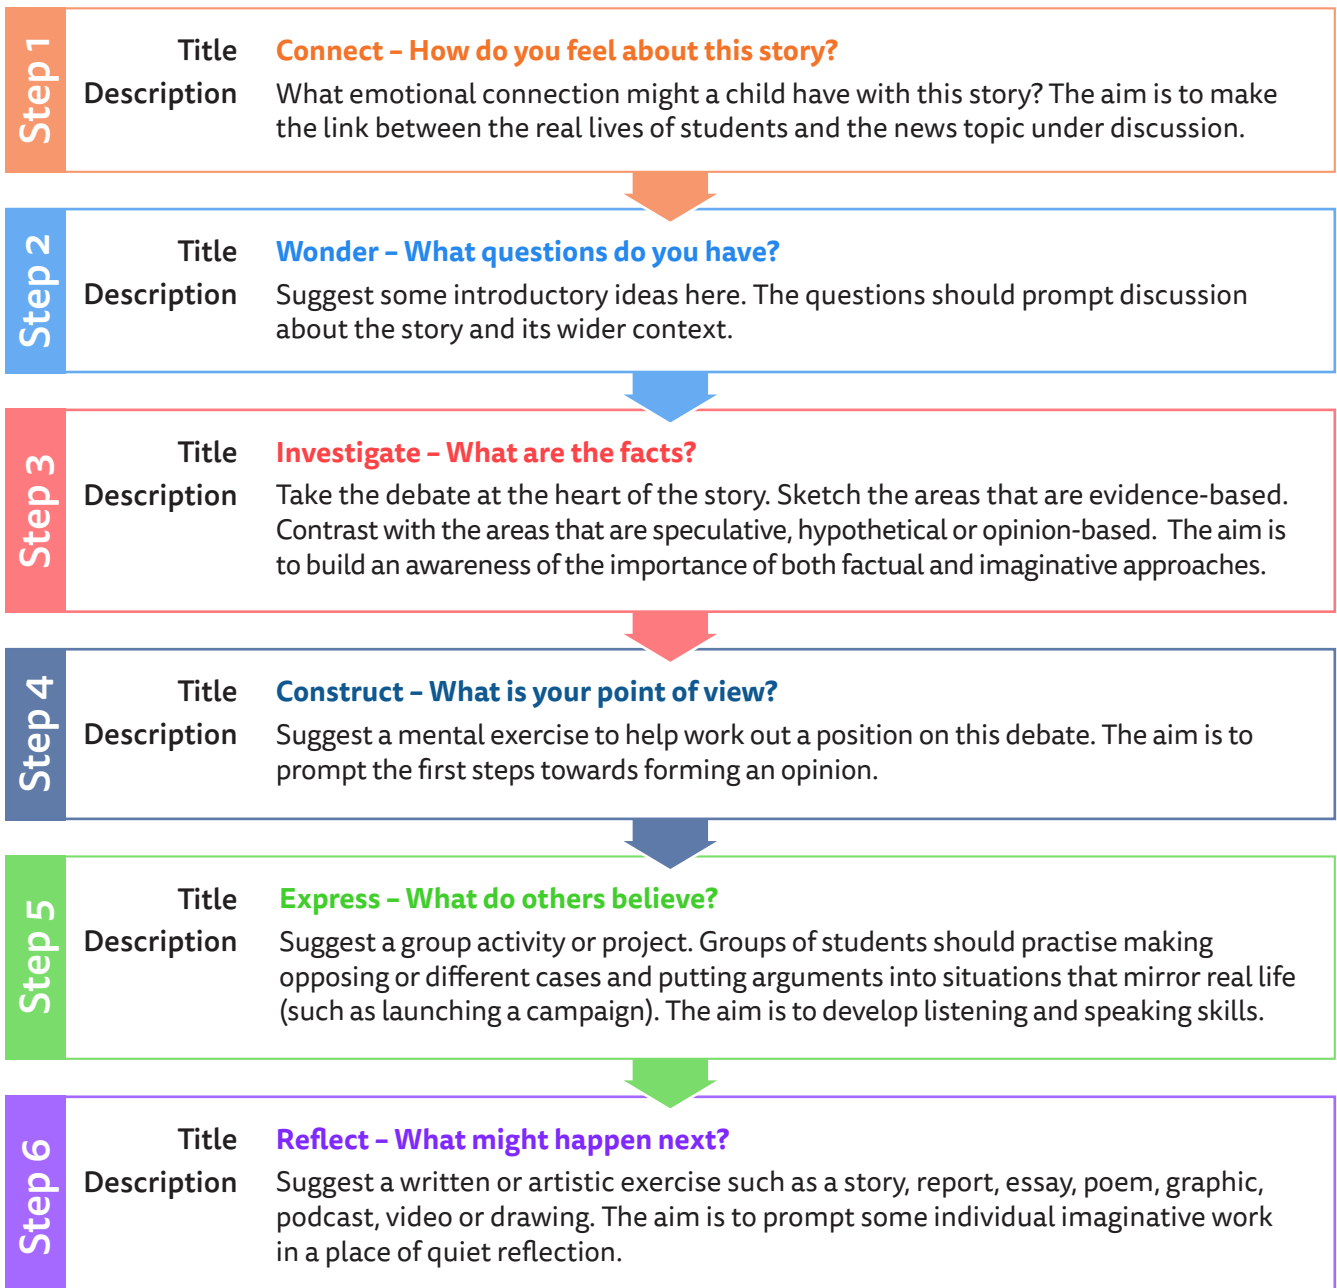 Step 1
Title Connect – How do you feel about this story?
Description What emotional connection might a child have with this story? The aim is to make
the link between the real lives of students and the news topic under discussion.
Step 2
Title Wonder – What questions do you have?
Description Suggest some introductory ideas here. The questions should prompt discussion
about the story and its wider context.
Step 3
Title Investigate – What are the facts?
Description Take the debate at the heart of the story. Sketch the areas that are evidence-based.
Contrast with the areas that are speculative, hypothetical or opinion-based. The aim is
to build an awareness of the importance of both factual and imaginative approaches.
Step 4
Title Construct – What is your point of view?
Description Suggest a mental exercise to help work out a position on this debate. The aim is to
prompt the first steps towards forming an opinion.
Step 5
Title Express – What do others believe?
Description Suggest a group activity or project. Groups of students should practise making
opposing or different cases and putting arguments into situations that mirror real life
(such as launching a campaign). The aim is to develop listening and speaking skills.
Step 6
Title Reflect – What might happen next?
Description Suggest a written or artistic exercise such as a story, report, essay, poem, graphic,
podcast, video or drawing. The aim is to prompt some individual imaginative work
in a place of quiet reflection.